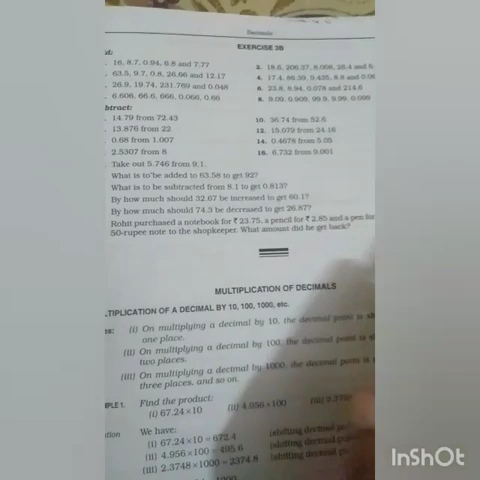 Decimals
EXERCISE 3B
1. 16, 8.7, 0.94, 6.8 and 7.77
2. 18.6, 206.37, 8.008, 26.4 and
63.5, 9.7, 0.8, 26.66 and 12.17
4. 17.4, 86.39, 9.435, 8.8 and
26.9, 19.74, 231.769 and 0.048
6. 23.8, 8.94, 0.078 and 214.6
6.606, 66.6, 666, 0.066, 0.66
8. 9.09, 0.909, 99.9, 9.99, 0.099
btract:
14.79 from 72.43
10. 36.74 from 52.6
13.876 from 22
12. 15.079 from 24.16
0.68 from 1.007
14. 0.4678 from 5.05
2.5307 from 8
16. 6.732 from 9.001
Take out 5.746 from 9.1.
What is to be added to 63.58 to get 92?
What is to be subtracted from 8.1 to get 0.813?
By how much should 32.67 be increased to get 60.1?
By how much should 74.3 be decreased to get 26.87?
Rohit purchased a notebook for ₹ 23.75, a pencil for ₹ 2.85 and a pen for
50-rupee note to the shopkeeper. What amount did he get back?
MULTIPLICATION OF DECIMALS
TIPLICATION OF A DECIMAL BY 10, 100, 1000, etc.
(i) On multiplying a decimal by 10, the decimal point is
one place.
(ii) On multiplying a decimal by 100, the decimal point is
two places.
(iii) On multiplying a decimal by 1000, the decimal point is
three places, and so on.
MPLE 1. Find the product:
(i) 67.24 × 10 (ii) 4.956 × 100 (iii)
We have:
(i) 67.24 × 10 = 672.4 (shifting decimal
(ii) 4.956 × 100 = 495.6 (shifting decimal
(iii) 2.3748 × 1000 = 2374.8 (shifting decimal
InShOt